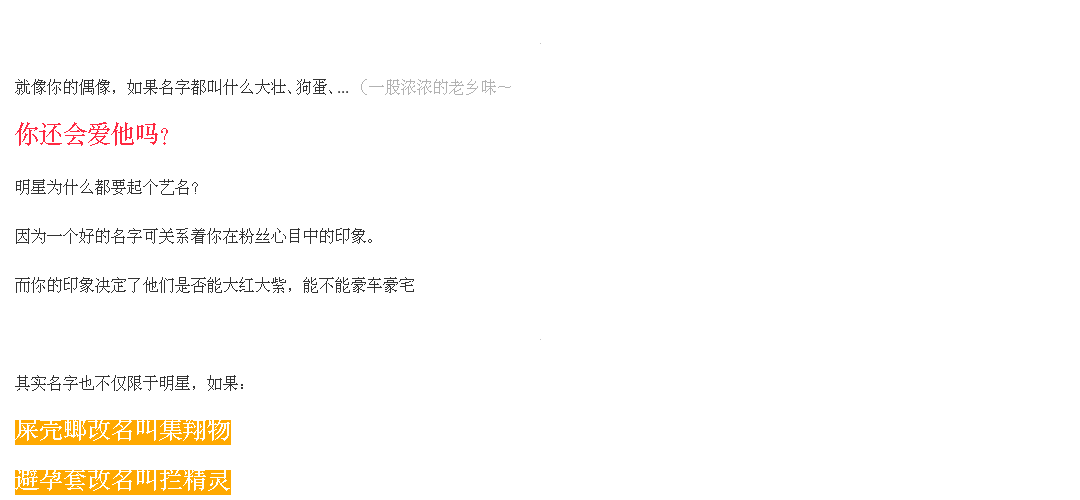 就像你的偶像，如果名字都叫什么大壮、狗蛋、...（一股浓浓的老乡味～
你还会爱他吗？
明星为什么都要起个艺名？
因为一个好的名字可关系着你在粉丝心目中的印象。
而你的印象决定了他们是否能大红大紫，能不能豪车豪宅
其实名字也不仅限于明星，如果：
屎壳螂改名叫集翔物
避孕套改名叫拦精灵